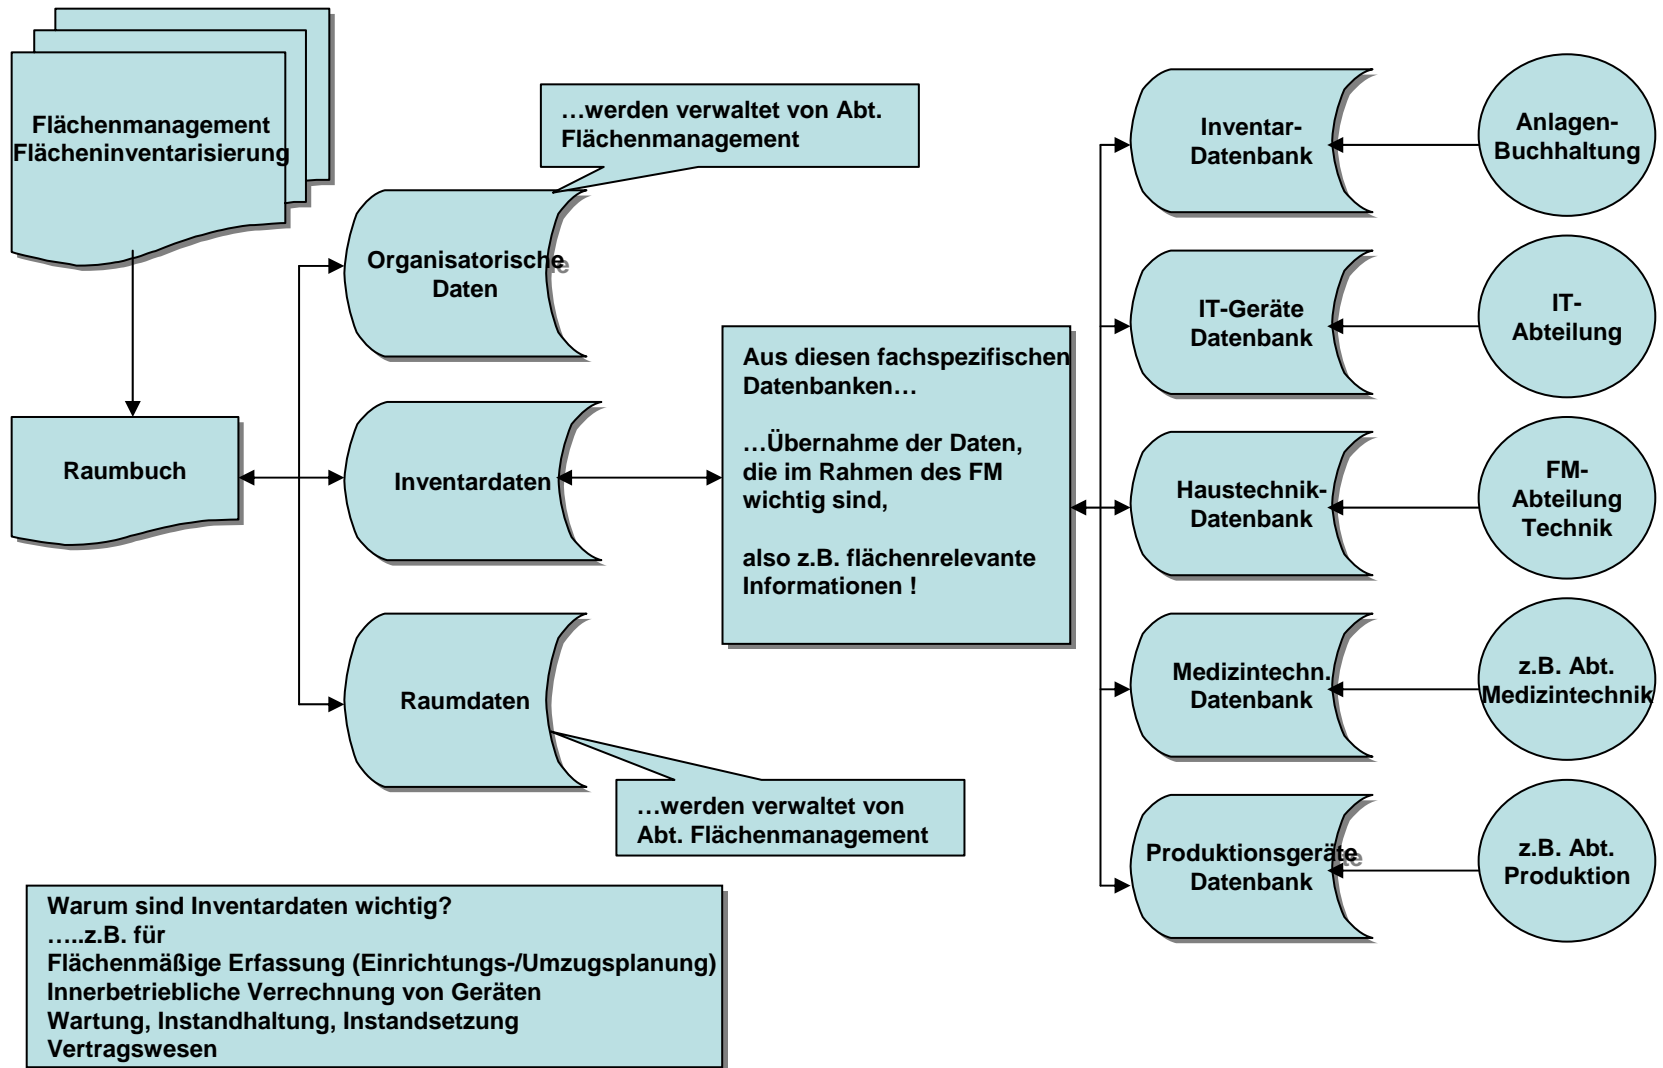 Flächenmanagement
Flächeninventarisierung
Raumbuch
…werden verwaltet von Abt.
Flächenmanagement
Organisatorische
Daten
Inventardaten
Raumdaten
…werden verwaltet von
Abt. Flächenmanagement
Aus diesen fachspezifischen
Datenbanken…
…Übernahme der Daten,
die im Rahmen des FM
wichtig sind,
also z.B. flächenrelevante
Informationen !
Inventar-
Datenbank
Anlagen-
Buchhaltung
IT-Geräte
Datenbank
IT-
Abteilung
Haustechnik-
Datenbank
FM-
Abteilung
Technik
Medizintechn.
Datenbank
z.B. Abt.
Medizintechnik
Produktionsgeräte
Datenbank
z.B. Abt.
Produktion
Warum sind Inventardaten wichtig?
…..z.B. für
Flächenmäßige Erfassung (Einrichtungs-/Umzugsplanung)
Innerbetriebliche Verrechnung von Geräten
Wartung, Instandhaltung, Instandsetzung
Vertragswesen